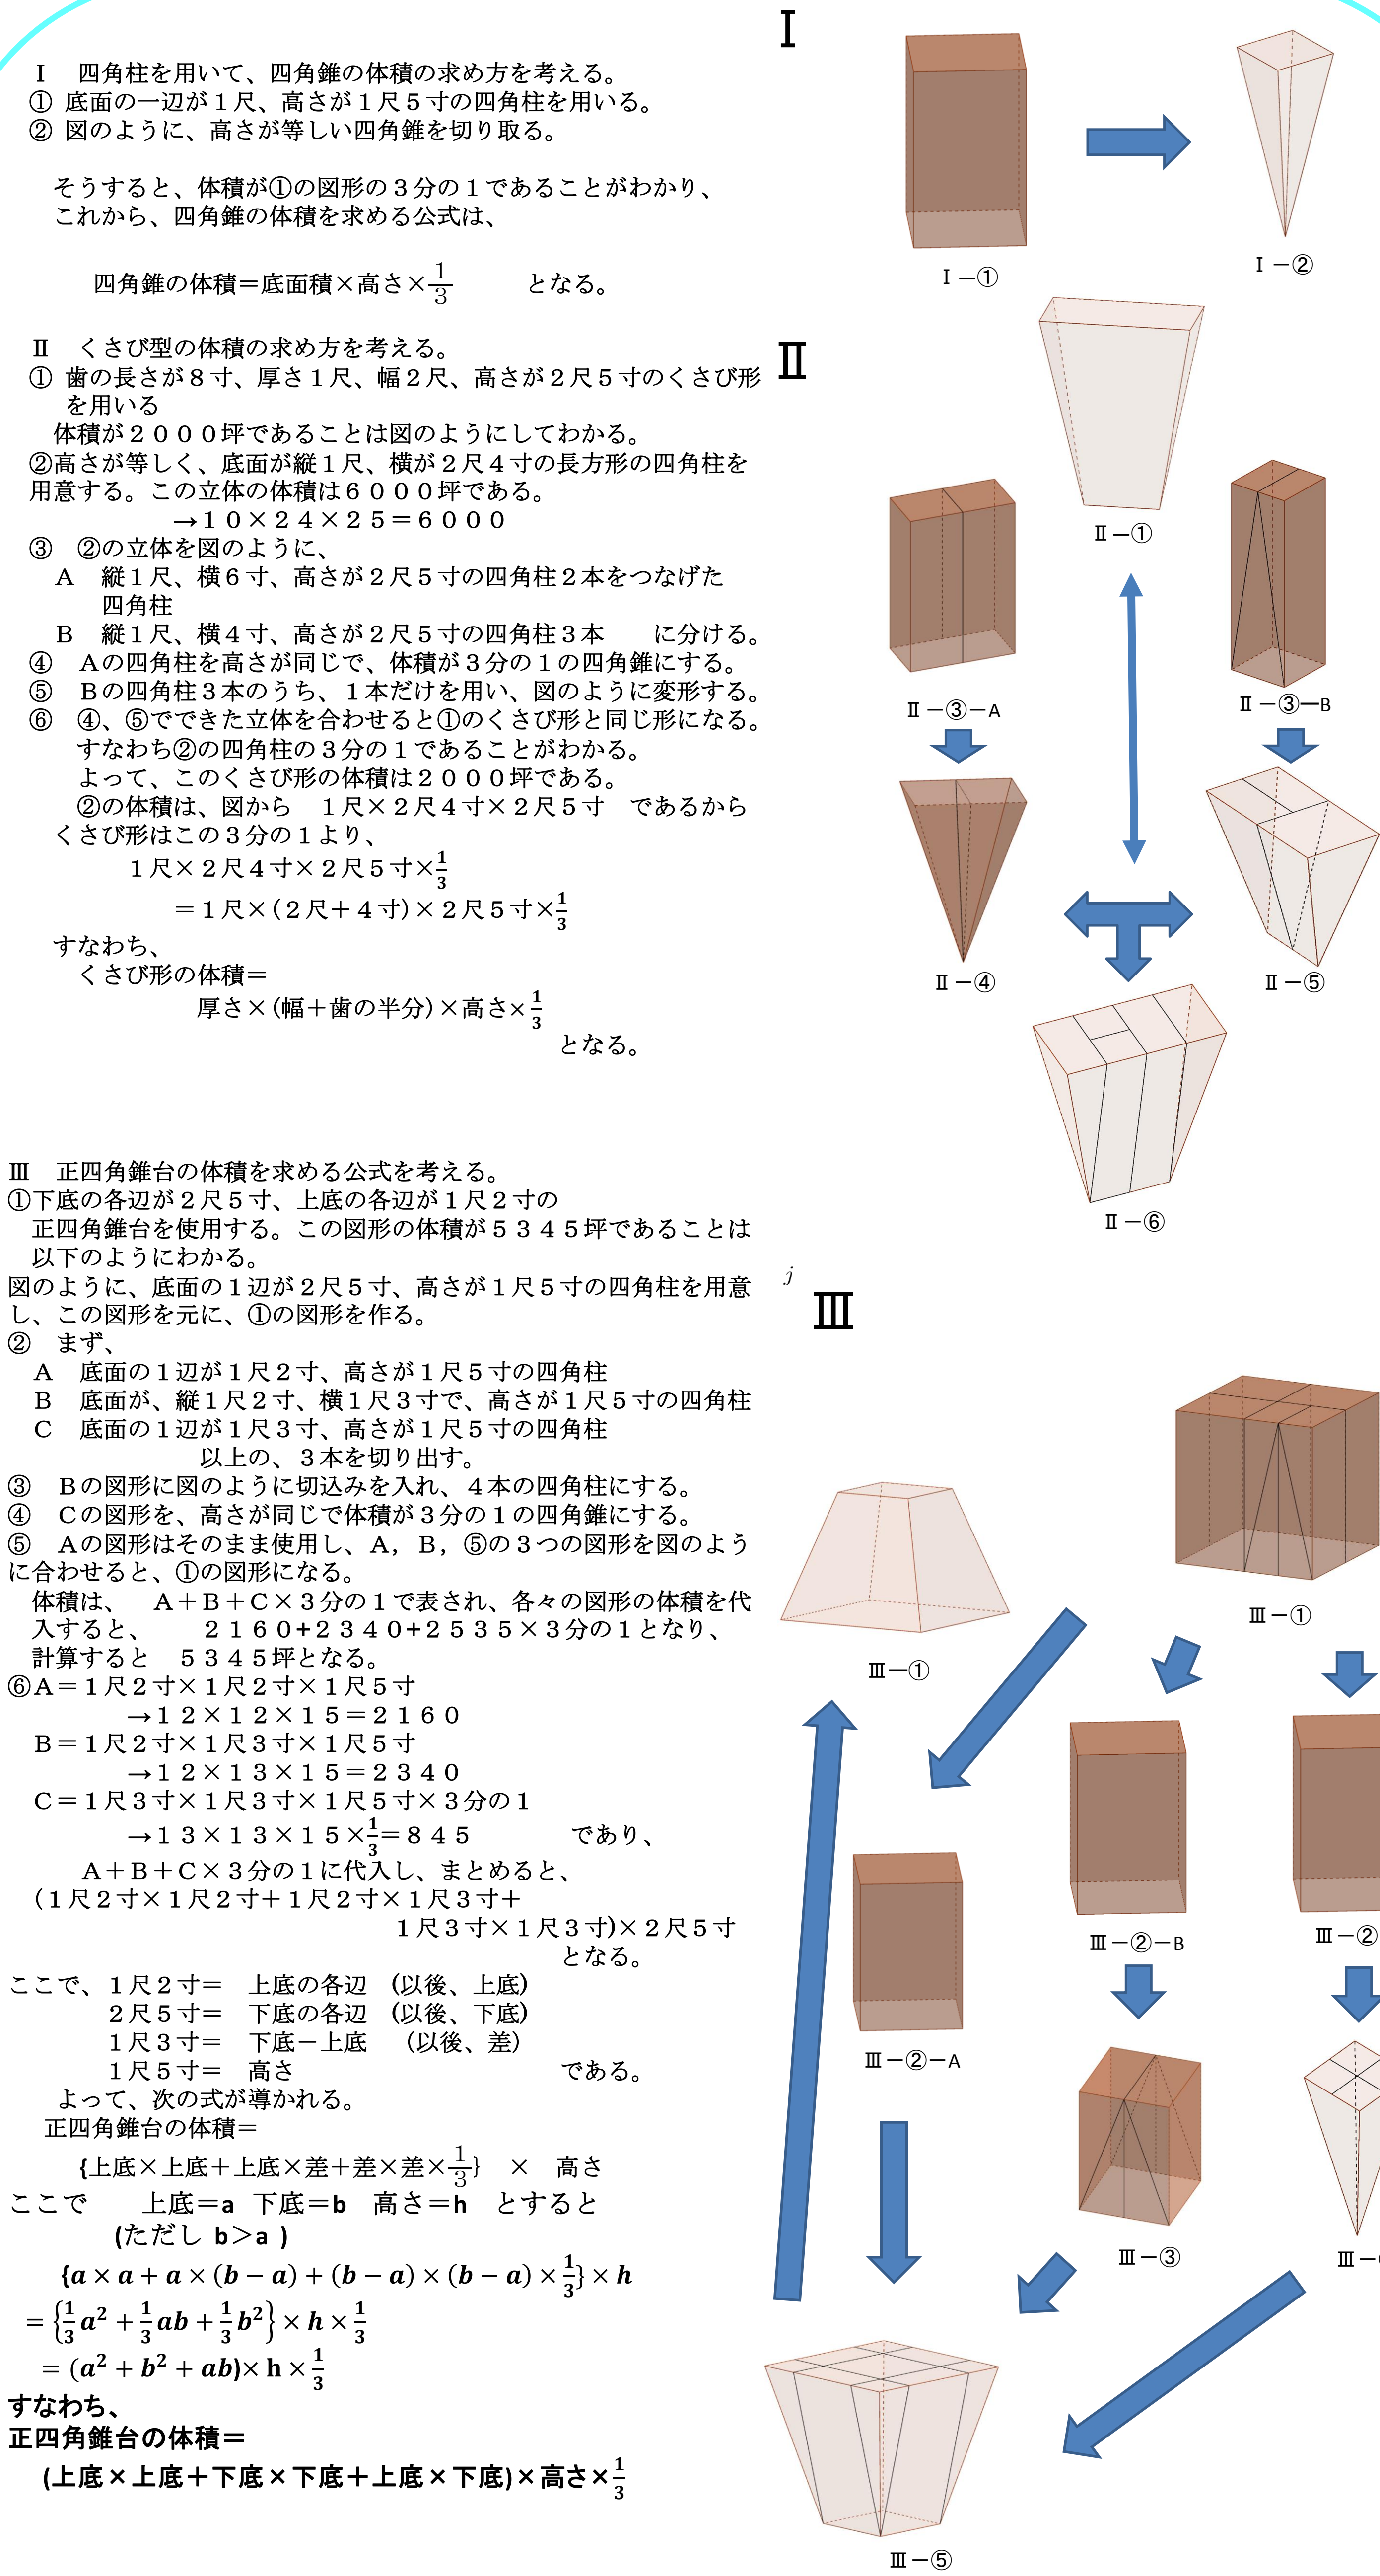 Ⅰ　四角柱を用いて、四角錐の体積の求め方を考える。
① 底面の一辺が１尺、高さが１尺５寸の四角柱を用いる。
② 図のように、高さが等しい四角錐を切り取る。
そうすると、体積が①の図形の３分の１であることがわかり、
これから、四角錐の体積を求める公式は、
四角錐の体積＝底面積×高さ×1/3　　　となる。
Ⅱ　くさび型の体積の求め方を考える。
① 歯の長さが８寸、厚さ１尺、幅２尺、高さが２尺５寸のくさび形
を用いる
体積が２０００坪であることは図のようにしてわかる。
②高さが等しく、底面が縦１尺、横が２尺４寸の長方形の四角柱を
用意する。この立体の体積は６０００坪である。
→１０×２４×２５＝６０００
③　②の立体を図のように、
Ａ　縦１尺、横６寸、高さが２尺５寸の四角柱２本をつなげた
四角柱
Ｂ　縦１尺、横４寸、高さが２尺５寸の四角柱３本　　に分ける。
④　Ａの四角柱を高さが同じで、体積が３分の１の四角錐にする。
⑤　Ｂの四角柱３本のうち、１本だけを用い、図のように変形する。
⑥　④、⑤でできた立体を合わせると①のくさび形と同じ形になる。
すなわち②の四角柱の３分の１であることがわかる。
よって、このくさび形の体積は２０００坪である。
②の体積は、図から　１尺×２尺４寸×２尺５寸　であるから
くさび形はこの３分の１より、
１尺×２尺４寸×２尺５寸×1/3
＝１尺×(２尺＋４寸)×２尺５寸×1/3
すなわち、
くさび形の体積＝
厚さ×(幅＋歯の半分)×高さ×1/3
となる。
Ⅲ　正四角錐台の体積を求める公式を考える。
①下底の各辺が２尺５寸、上底の各辺が１尺２寸の
正四角錐台を使用する。この図形の体積が５３４５坪であることは
以下のようにわかる。
図のように、底面の１辺が２尺５寸、高さが１尺５寸の四角柱を用意
し、この図形を元に、①の図形を作る。
②　まず、
Ａ　底面の１辺が１尺２寸、高さが１尺５寸の四角柱
Ｂ　底面が、縦１尺２寸、横１尺３寸で、高さが１尺５寸の四角柱
Ｃ　底面の１辺が１尺３寸、高さが１尺５寸の四角柱
以上の、３本を切り出す。
③　Ｂの図形に図のように切込みを入れ、４本の四角柱にする。
④　Ｃの図形を、高さが同じで体積が３分の１の四角錐にする。
⑤　Ａの図形はそのまま使用し、Ａ，Ｂ，⑤の３つの図形を図のよう
に合わせると、①の図形になる。
体積は、　Ａ＋Ｂ＋Ｃ×３分の１で表され、各々の図形の体積を代
入すると、　　２１６０+２３４０+２５３５×３分の１となり、
計算すると　５３４５坪となる。
⑥Ａ＝１尺２寸×１尺２寸×１尺５寸
→１２×１２×１５＝２１６０
Ｂ＝１尺２寸×１尺３寸×１尺５寸
→１２×１３×１５＝２３４０
Ｃ＝１尺３寸×１尺３寸×１尺５寸×３分の１
→１３×１３×１５×1/3＝８４５　　　　であり、
Ａ＋Ｂ＋Ｃ×３分の１に代入し、まとめると、
(１尺２寸×１尺２寸＋１尺２寸×１尺３寸＋
１尺３寸×１尺３寸)×２尺５寸
となる。
ここで、１尺２寸＝　上底の各辺　(以後、上底)
２尺５寸＝　下底の各辺　(以後、下底)
１尺３寸＝　下底－上底　(以後、差)
１尺５寸＝　高さ　　　　　　　　　　　である。
よって、次の式が導かれる。
正四角錐台の体積＝
{上底×上底＋上底×差＋差×差×1/3}　×　高さ
ここで　　上底＝a　下底＝b　高さ＝h　とすると
(ただし b＞a )
{a × a + a × (b − a) + (b − a) × (b − a) × 1/3} × h
= {1/3 a² + 1/3 ab + 1/3 b²} × h × 1/3
= (a² + b² + ab)× h × 1/3
すなわち、
正四角錐台の体積＝
(上底×上底＋下底×下底＋上底×下底)×高さ×1/3
Ⅰ
Ⅰ－①
Ⅰ－②
Ⅱ
Ⅱ－①
Ⅱ－③－A
Ⅱ－③ーB
Ⅱ－④
Ⅱ－⑤
Ⅱ－⑥
j
Ⅲ
Ⅲ－①
Ⅲー①
Ⅲ－②－B
Ⅲ－②
Ⅲ－②－A
Ⅲ－③
Ⅲ－
Ⅲ－⑤